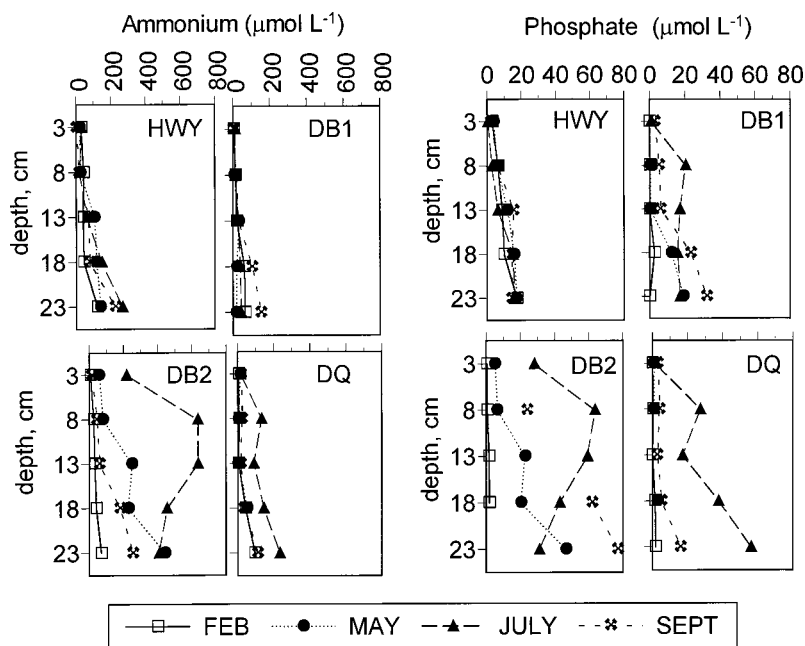 Ammonium (μmol L⁻¹)
0 200 400 600 800
0 200 400 600 800
depth, cm
3
8
13
18
23
HWY
DB1
depth, cm
3
8
13
18
23
DB2
DQ
Phosphate (μmol L⁻¹)
0 20 40 60 80
0 20 40 60 80
depth, cm
3
8
13
18
23
HWY
DB1
depth, cm
3
8
13
18
23
DB2
DQ
FEB MAY JULY SEPT